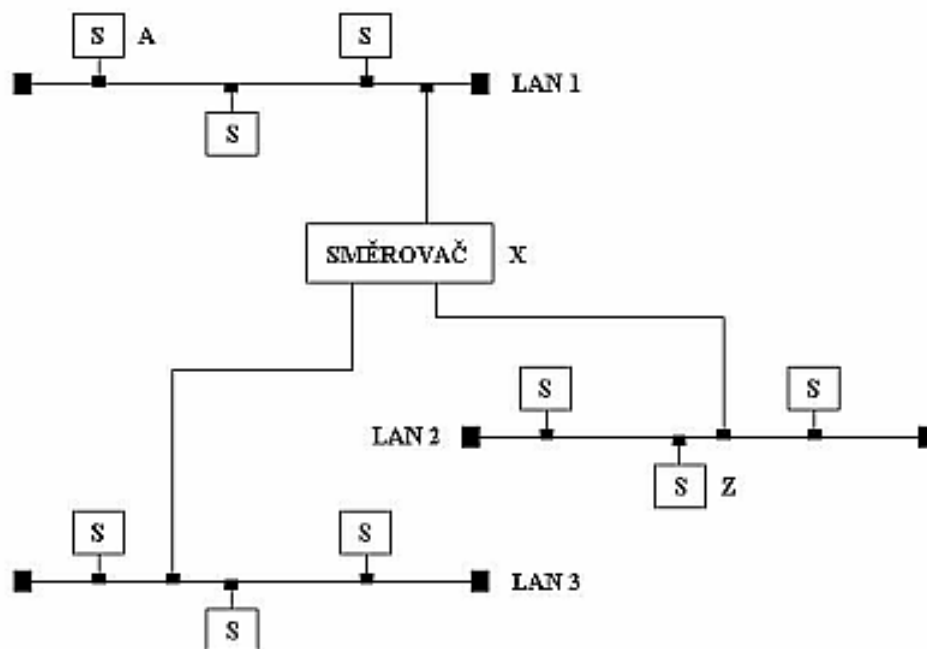 S A S
LAN 1
S
SMĚROVAČ X
S S
LAN 2
S Z
S S
LAN 3
S